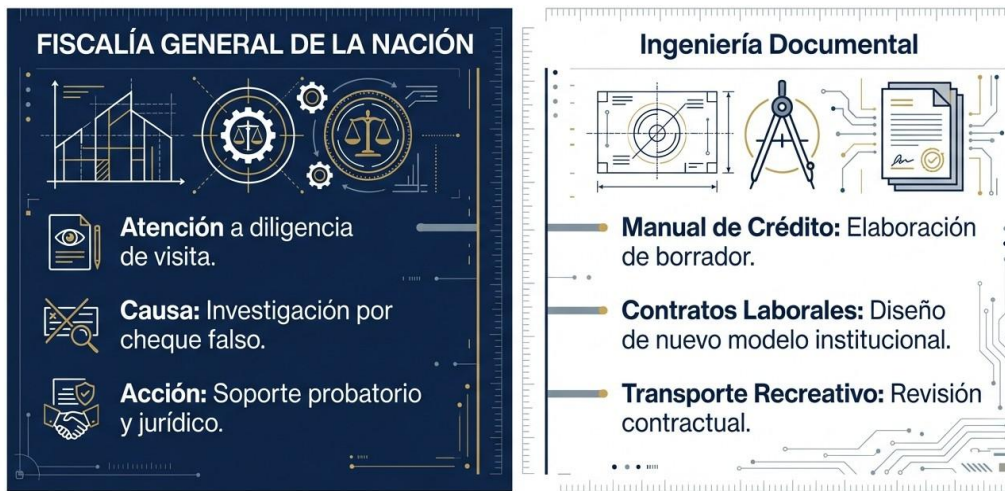 FISCALÍA GENERAL DE LA NACIÓN
Atención a diligencia
de visita.
Causa: Investigación por
cheque falso.
Acción: Soporte probatorio
y jurídico.
Ingeniería Documental
Manual de Crédito: Elaboración
de borrador.
Contratos Laborales: Diseño
de nuevo modelo institucional.
Transporte Recreativo: Revisión
contractual.